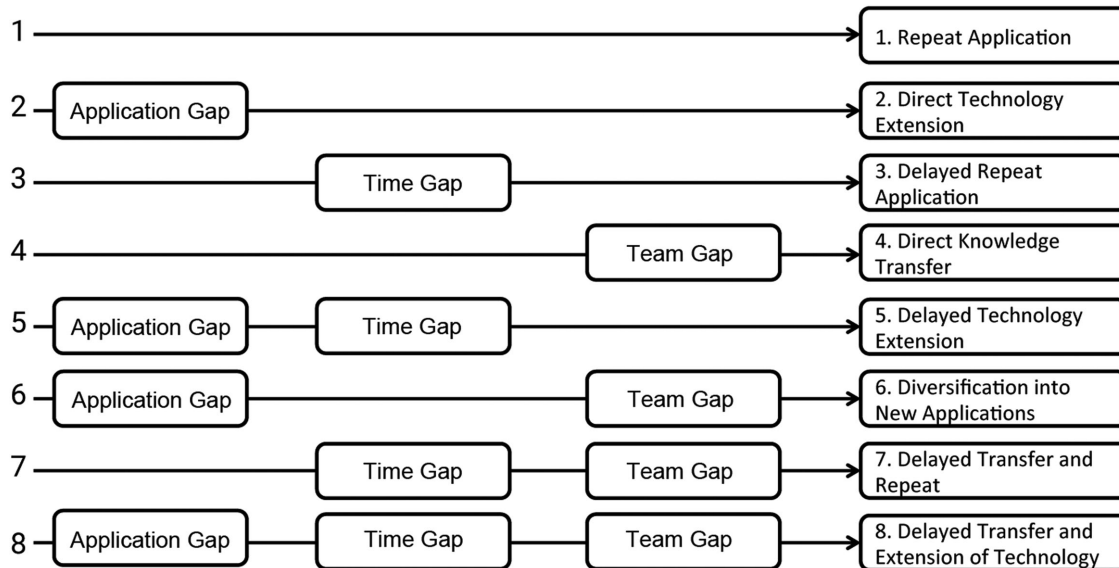 1
1. Repeat Application
2
Application Gap
2. Direct Technology
Extension
3
Time Gap
3. Delayed Repeat
Application
4
Team Gap
4. Direct Knowledge
Transfer
5
Application Gap
Time Gap
5. Delayed Technology
Extension
6
Application Gap
Team Gap
6. Diversification into
New Applications
7
Time Gap
Team Gap
7. Delayed Transfer and
Repeat
8
Application Gap
Time Gap
Team Gap
8. Delayed Transfer and
Extension of Technology